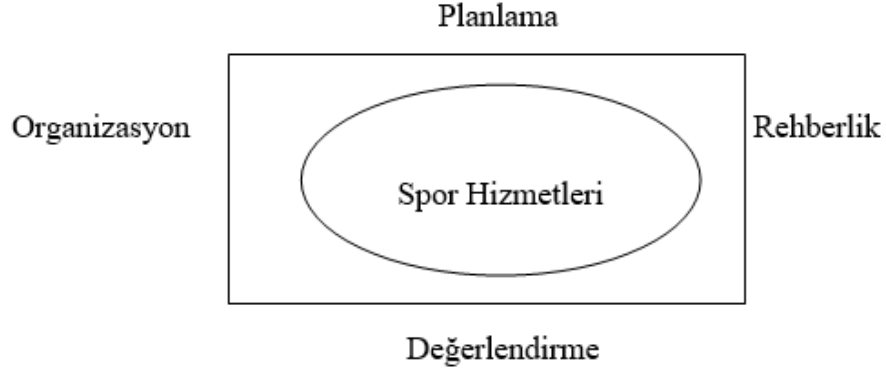 Planlama
Organizasyon
Rehberlik
Spor Hizmetleri
Değerlendirme